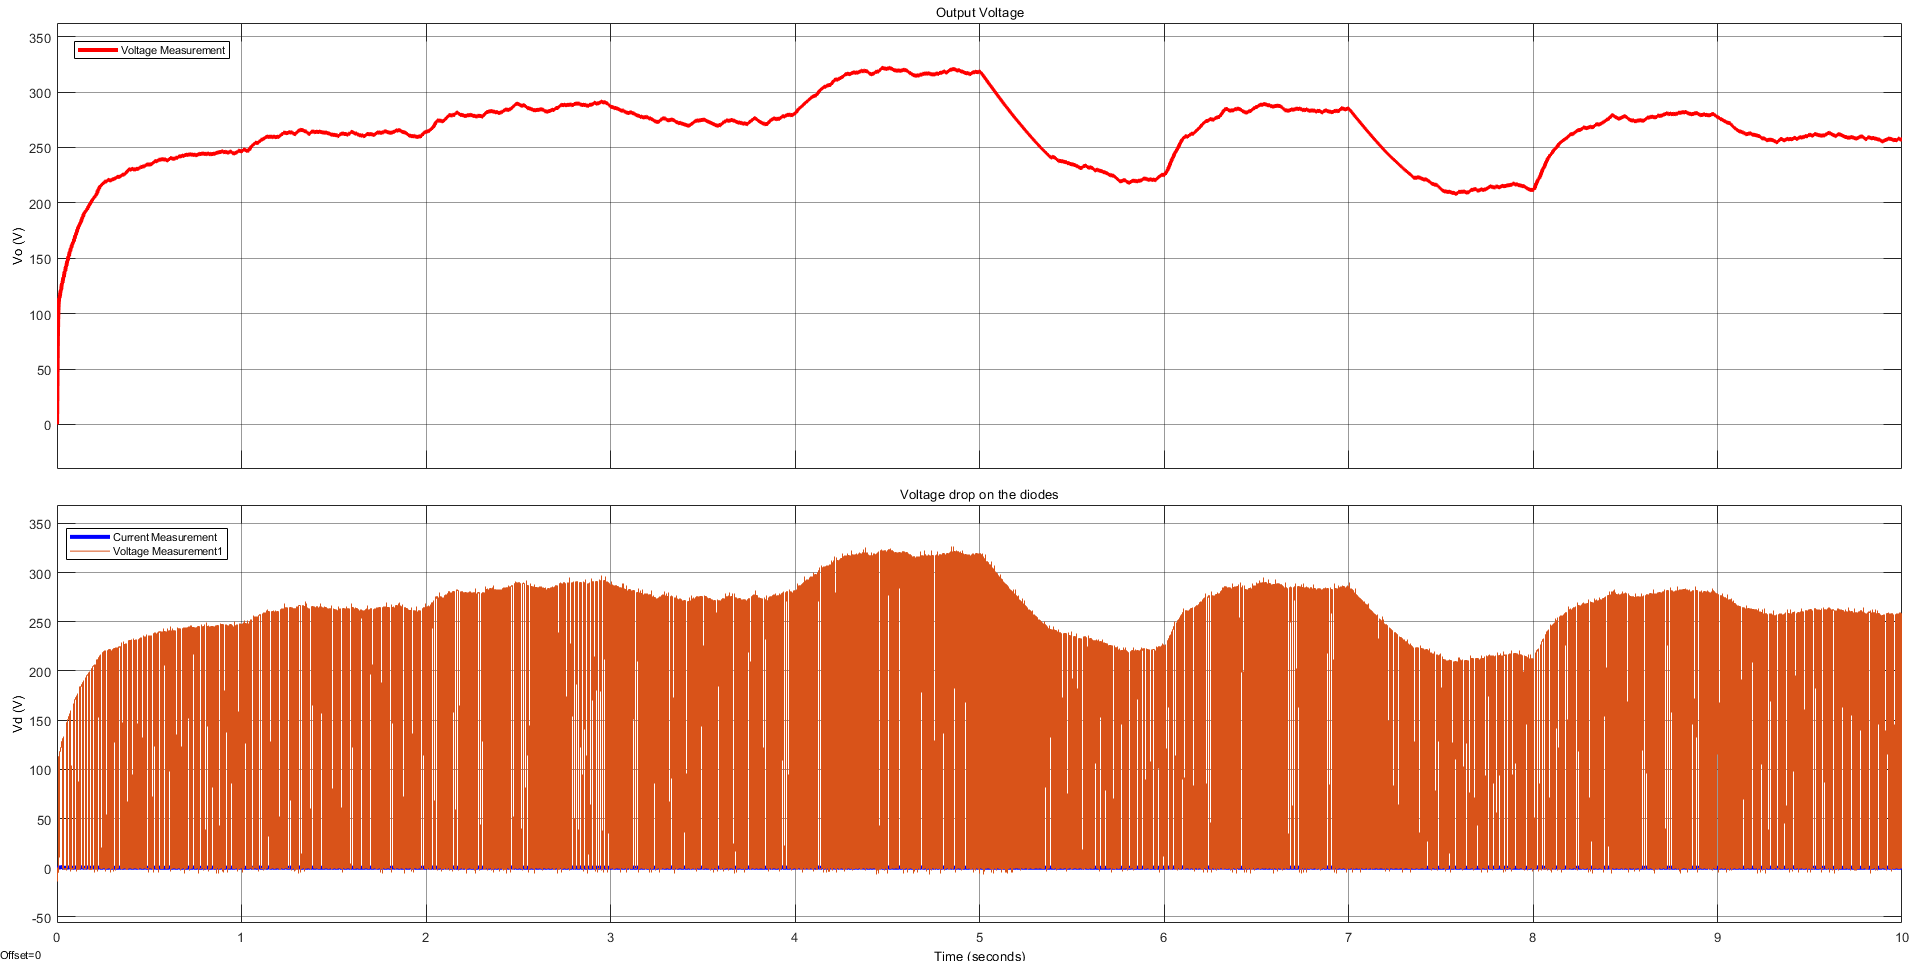 Output Voltage
Voltage Measurement
350
300
250
200
150
100
50
0
Vo (V)
Voltage drop on the diodes
Current Measurement
Voltage Measurement1
350
300
250
200
150
100
50
0
-50
Vd (V)
0 1 2 3 4 5 6 7 8 9 10
Offset=0
Time (seconds)